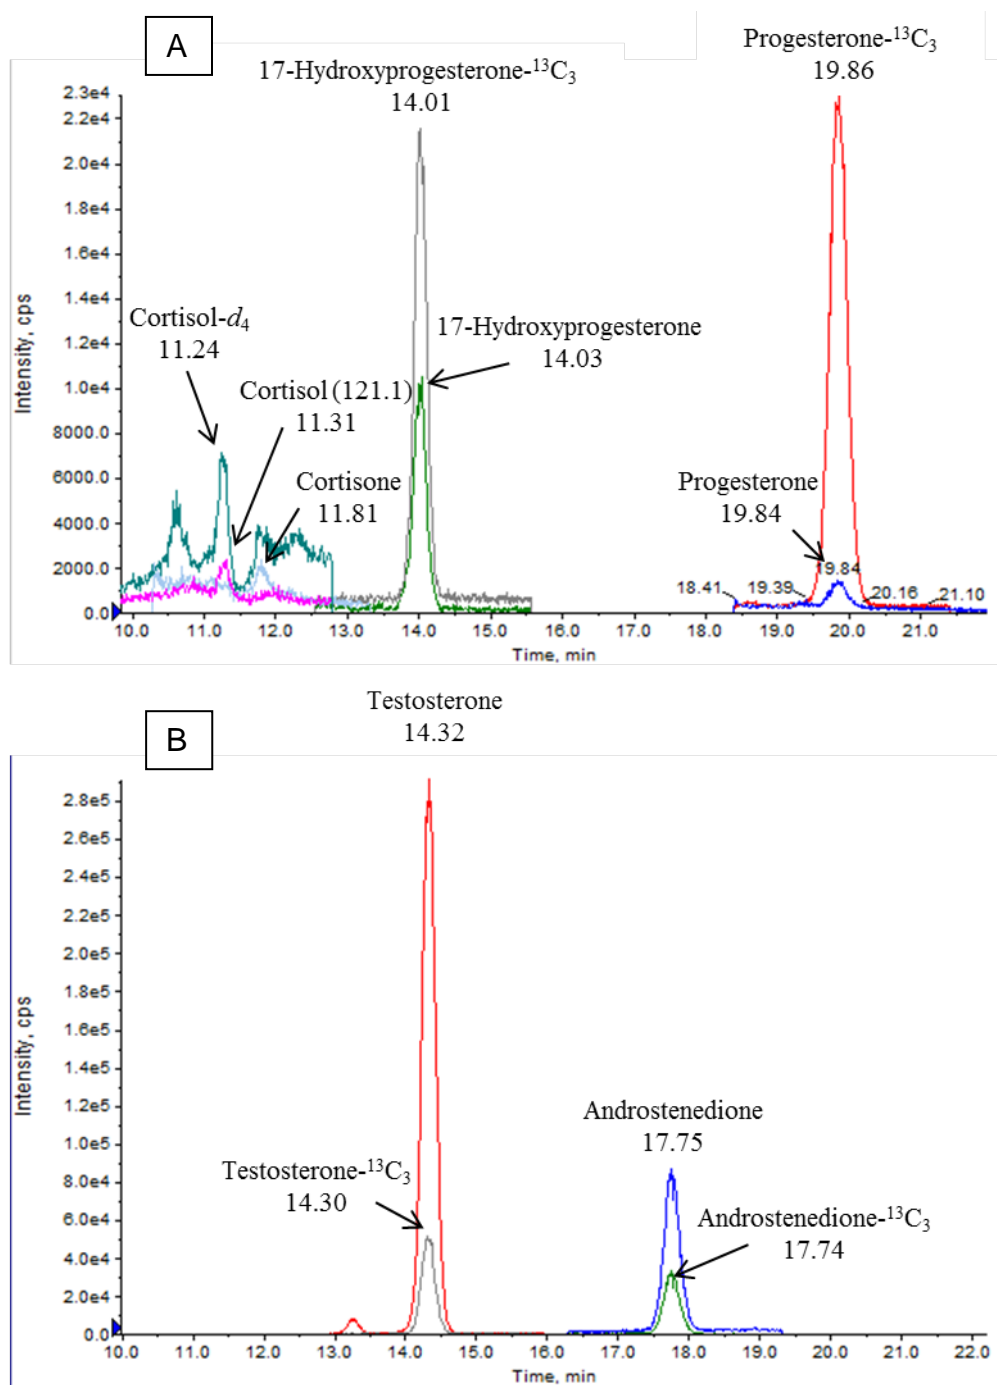 A
17-Hydroxyprogesterone-¹³C₃
14.01
Progesterone-¹³C₃
19.86
2.3e4
2.2e4
2.0e4
1.8e4
1.6e4
1.4e4
1.2e4
1.0e4
8000.0
6000.0
4000.0
2000.0
0.0
Intensity, cps
Cortisol-d₄
11.24
Cortisol (121.1)
11.31
Cortisone
11.81
17-Hydroxyprogesterone
14.03
Progesterone
19.84
18.41
19.39
19.84
20.16
21.10
10.0 11.0 12.0 13.0 14.0 15.0 16.0 17.0 18.0 19.0 20.0 21.0
Time, min
B
Testosterone
14.32
2.8e5
2.6e5
2.4e5
2.2e5
2.0e5
1.8e5
1.6e5
1.4e5
1.2e5
1.0e5
8.0e4
6.0e4
4.0e4
2.0e4
0.0
Intensity, cps
Testosterone-¹³C₃
14.30
Androstenedione
17.75
Androstenedione-¹³C₃
17.74
10.0 11.0 12.0 13.0 14.0 15.0 16.0 17.0 18.0 19.0 20.0 21.0 22.0
Time, min